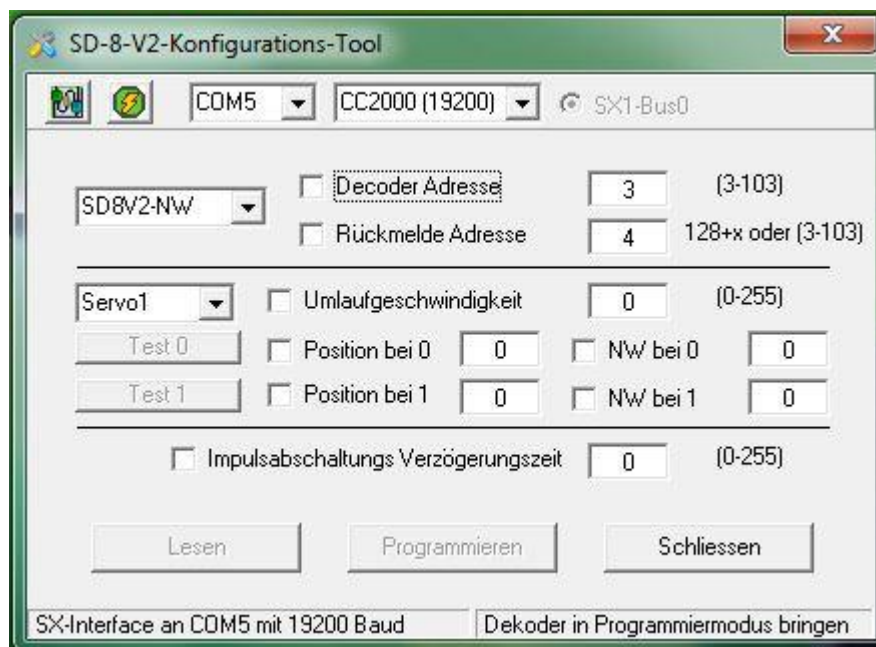 SD-8-V2-Konfigurations-Tool
COM5 CC2000 (19200) SX1-Bus0
SD8V2-NW
Decoder Adresse 3 (3-103)
Rückmelde Adresse 4 128+x oder (3-103)
Servo1 Umlaufgeschwindigkeit 0 (0-255)
Test 0 Position bei 0 0 NW bei 0 0
Test 1 Position bei 1 0 NW bei 1 0
Impulsabschaltungs Verzögerungszeit 0 (0-255)
Lesen Programmieren Schliessen
SX-Interface an COM5 mit 19200 Baud Dekoder in Programmiermodus bringen